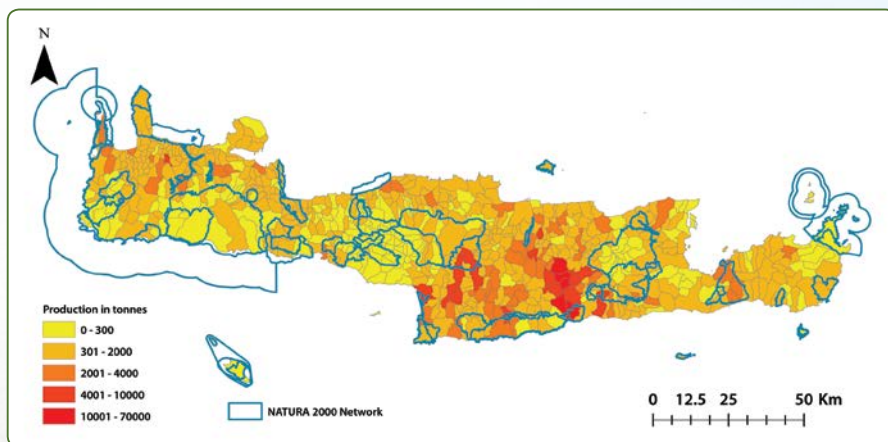 N
Production in tonnes
0 - 300
301 - 2000
2001 - 4000
4001 - 10000
10001 - 70000
NATURA 2000 Network
0 12.5 25 50 Km